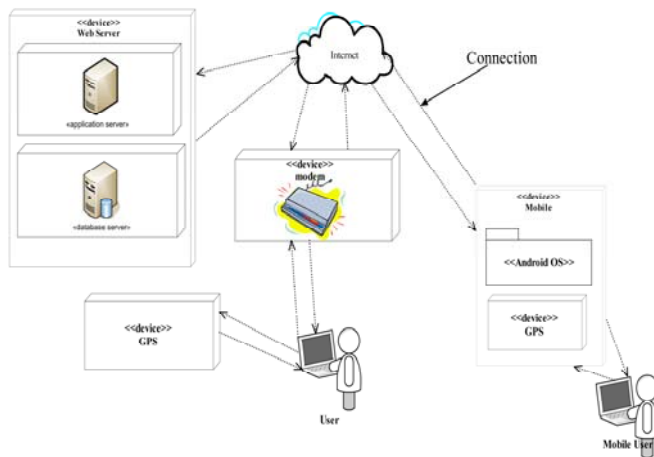 <<device>>
Web Server
«application server»
«database server»
Internet
Connection
<<device>>
modem
<<device>>
Mobile
<<Android OS>>
<<device>>
GPS
<<device>>
GPS
User
Mobile User